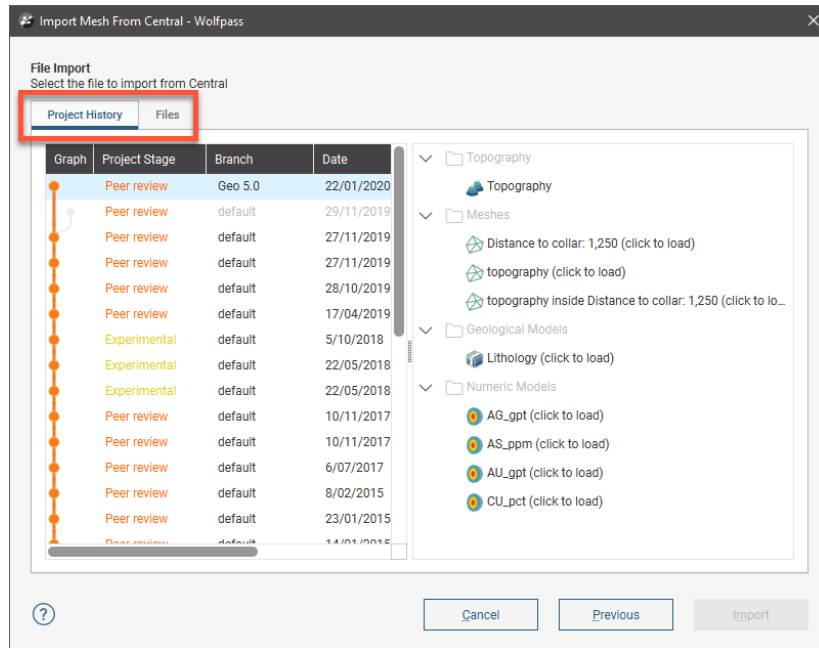 Import Mesh From Central - Wolfpass
File Import
Select the file to import from Central
Project History Files
Graph Project Stage Branch Date
Peer review Geo 5.0 22/01/2020
Peer review default 29/11/2019
Peer review default 27/11/2019
Peer review default 27/11/2019
Peer review default 28/10/2019
Peer review default 17/04/2019
Experimental default 5/10/2018
Experimental default 22/05/2018
Experimental default 22/05/2018
Peer review default 10/11/2017
Peer review default 10/11/2017
Peer review default 6/07/2017
Peer review default 8/02/2015
Peer review default 23/01/2015
Peer review default 14/01/2015
Topography
Topography
Meshes
Distance to collar: 1,250 (click to load)
topography (click to load)
topography inside Distance to collar: 1,250 (click to lo...
Geological Models
Lithology (click to load)
Numeric Models
AG_gpt (click to load)
AS_ppm (click to load)
AU_gpt (click to load)
CU_pct (click to load)
?
Cancel Previous Import